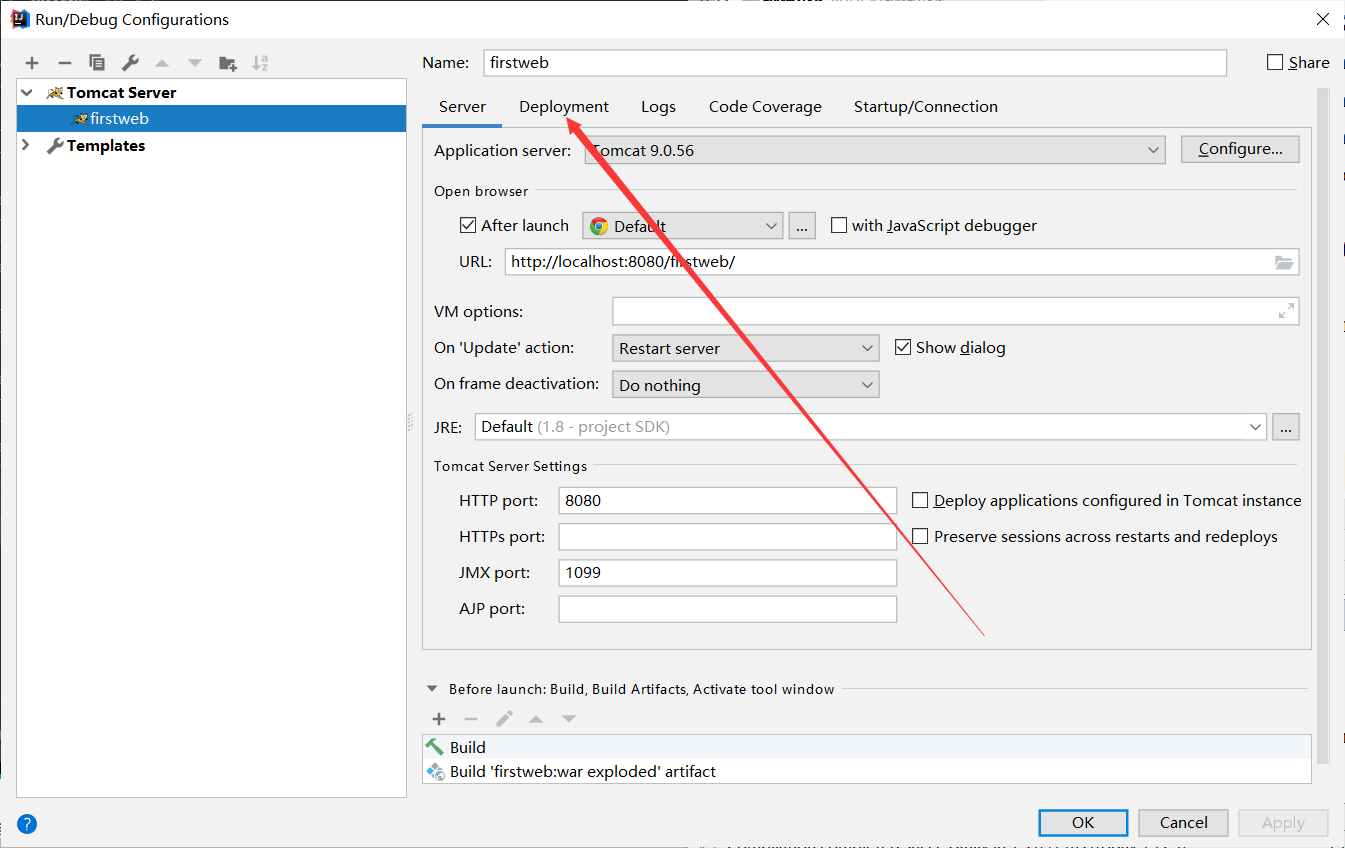 Run/Debug Configurations
Name: firstweb Share
Tomcat Server
firstweb
Templates
Server Deployment Logs Code Coverage Startup/Connection
Application server: Tomcat 9.0.56 Configure...
Open browser
After launch Default ... with JavaScript debugger
URL: http://localhost:8080/firstweb/
VM options:
On 'Update' action: Restart server Show dialog
On frame deactivation: Do nothing
JRE: Default (1.8 - project SDK) ...
Tomcat Server Settings
HTTP port: 8080 Deploy applications configured in Tomcat instance
HTTPs port: Preserve sessions across restarts and redeploys
JMX port: 1099
AJP port:
Before launch: Build, Build Artifacts, Activate tool window
Build
Build 'firstweb:war exploded' artifact
? OK Cancel Apply